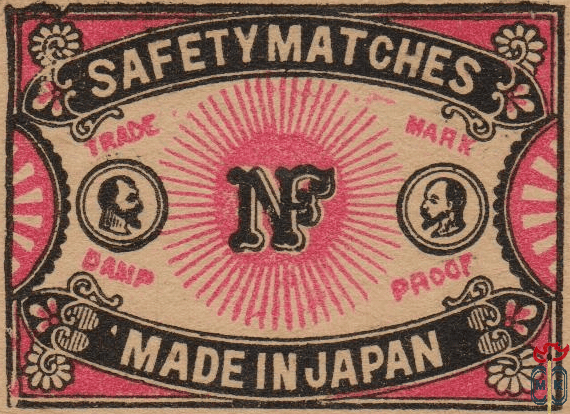 SAFETY MATCHES
TRADE MARK
NF
DAMP PROOF
MADE IN JAPAN